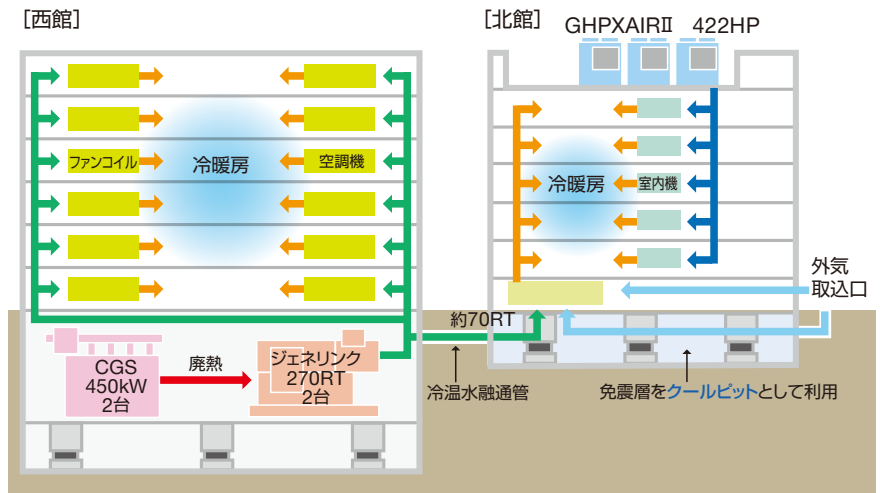 [西館]
[北館]
GHPXAIRⅡ 422HP
ファンコイル
冷暖房
空調機
冷暖房
室内機
外気
取込口
約70RT
CGS
450kW
2台
廃熱
ジェネリンク
270RT
2台
冷温水融通管
免震層をクールピットとして利用